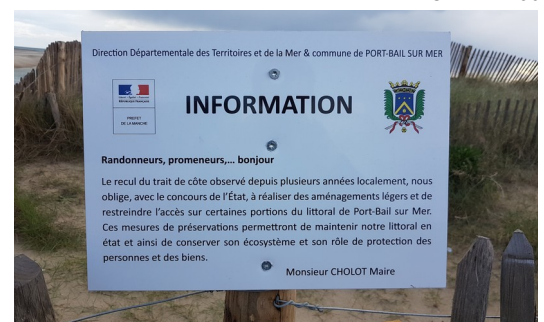 Direction Départementale des Territoires et de la Mer & commune de PORT-BAIL SUR MER
INFORMATION
PREFET
DE LA MANCHE
Randonneurs, promeneurs,... bonjour
Le recul du trait de côte observé depuis plusieurs années localement, nous
oblige, avec le concours de l'État, à réaliser des aménagements légers et de
restreindre l'accès sur certaines portions du littoral de Port-Bail sur Mer.
Ces mesures de préservations permettront de maintenir notre littoral en
état et ainsi de conserver son écosystème et son rôle de protection des
personnes et des biens.
Monsieur CHOLOT Maire